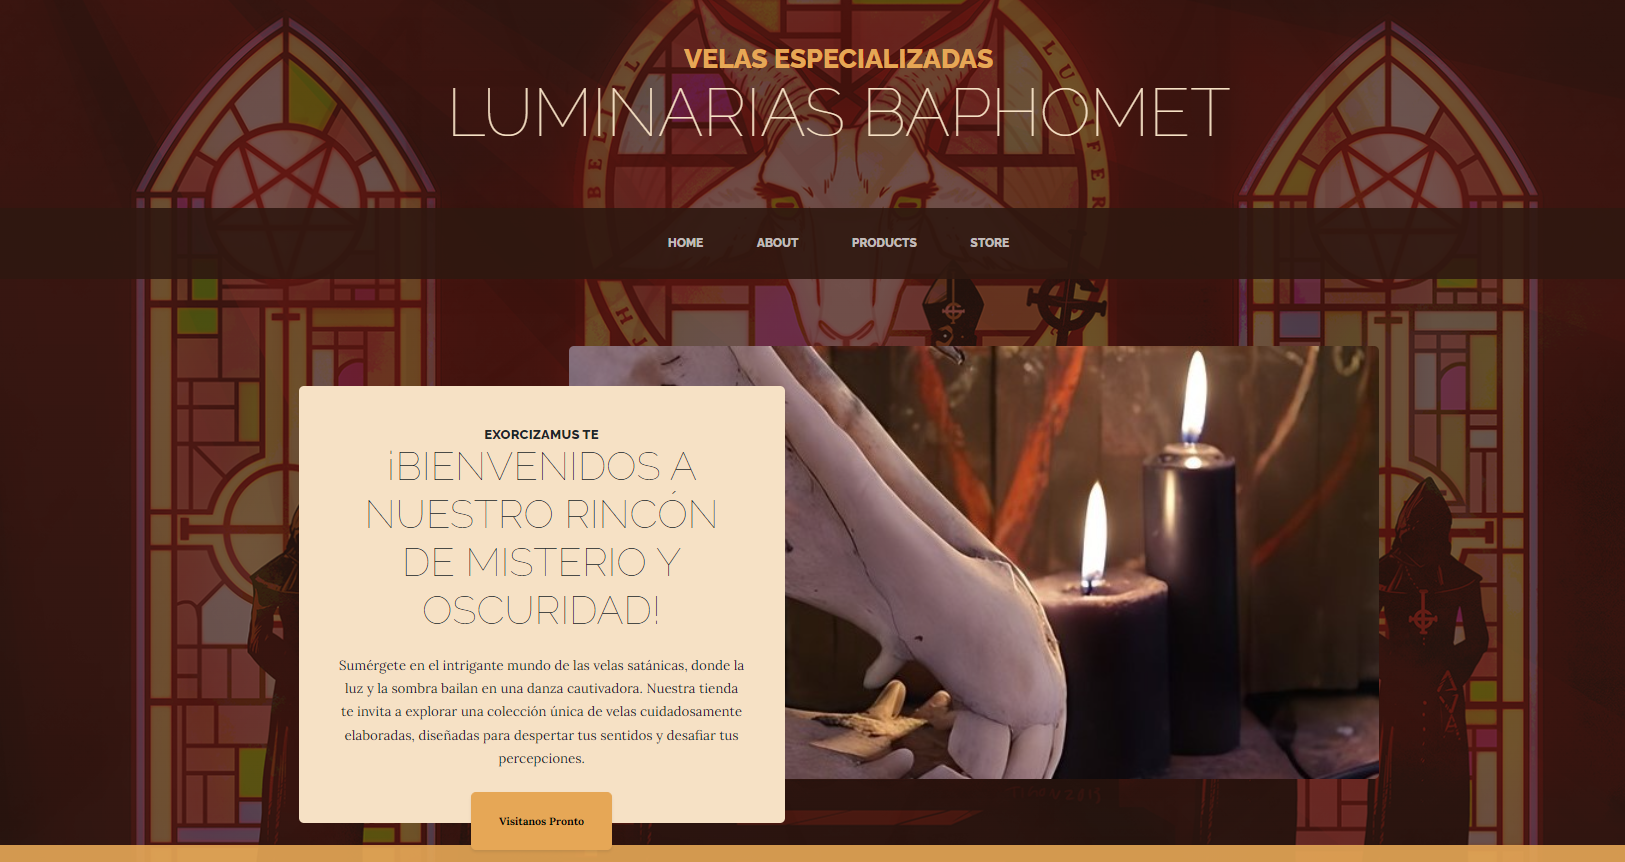 VELAS ESPECIALIZADAS
LUMINARIAS BAPHOMET
BELIAL
LUCIFER
HOME ABOUT PRODUCTS STORE
EXORCIZAMUS TE
¡BIENVENIDOS A
NUESTRO RINCÓN
DE MISTERIO Y
OSCURIDAD!
Sumérgete en el intrigante mundo de las velas satánicas, donde la
luz y la sombra bailan en una danza cautivadora. Nuestra tienda
te invita a explorar una colección única de velas cuidadosamente
elaboradas, diseñadas para despertar tus sentidos y desafiar tus
percepciones.
Visitanos Pronto